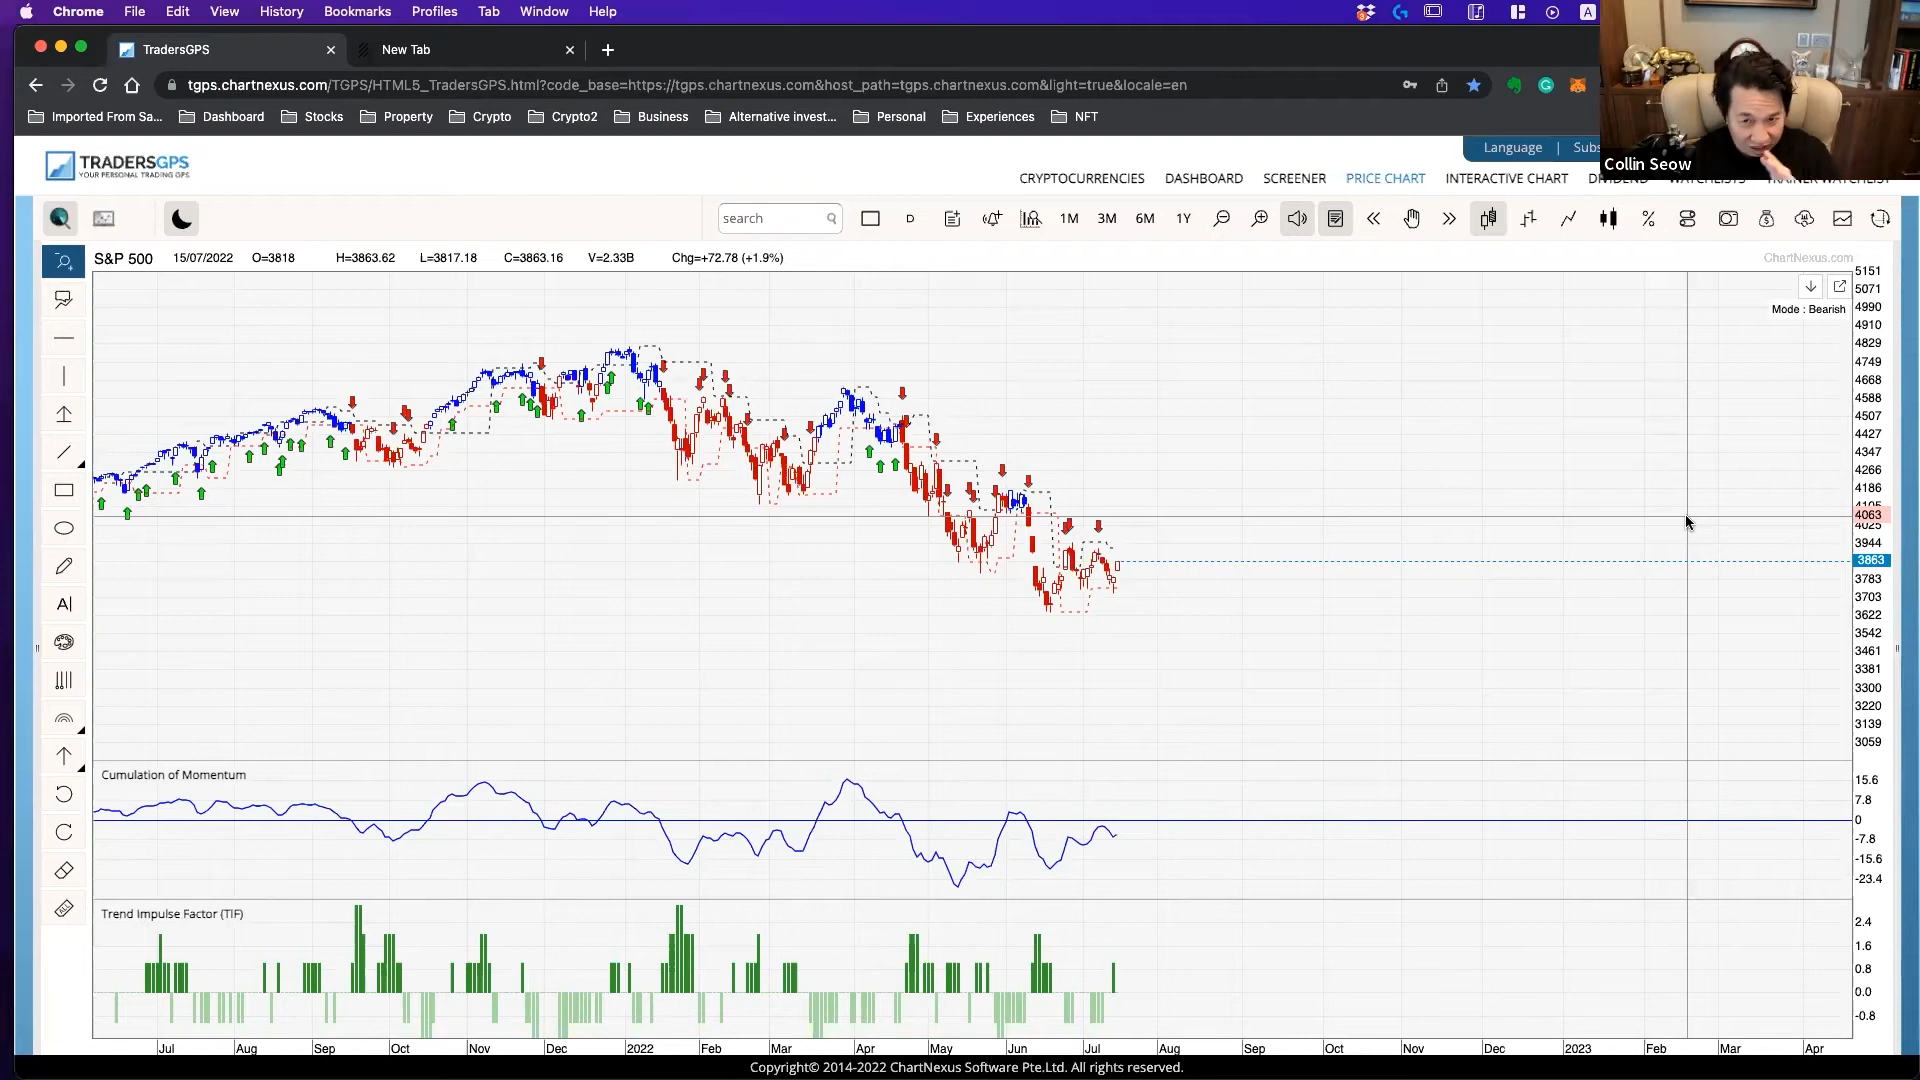 Chrome File Edit View History Bookmarks Profiles Tab Window Help
A
TradersGPS New Tab
tgps.chartnexus.com/TGPS/HTML5_TradersGPS.html?code_base=https://tgps.chartnexus.com&host_path=tgps.chartnexus.com&light=true&locale=en
Imported From Sa... Dashboard Stocks Property Crypto Crypto2 Business Alternative invest... Personal Experiences NFT
Collin Seow
Language | Subs
TRADERSGPS
YOUR PERSONAL TRADING GPS
CRYPTOCURRENCIES DASHBOARD SCREENER PRICE CHART INTERACTIVE CHART DIVIDEND WATCHLISTS TRAINER WATCHLIST
search D 1M 3M 6M 1Y
S&P 500 15/07/2022 O=3818 H=3863.62 L=3817.18 C=3863.16 V=2.33B Chg=+72.78 (+1.9%)
ChartNexus.com
Mode : Bearish
5151
5071
4990
4910
4829
4749
4668
4588
4507
4427
4347
4266
4186
4105
4063
4025
3944
3863
3783
3703
3622
3542
3461
3381
3300
3220
3139
3059
A|
Cumulation of Momentum
15.6
7.8
0
-7.8
-15.6
-23.4
Trend Impulse Factor (TIF)
2.4
1.6
0.8
0.0
-0.8
Jul Aug Sep Oct Nov Dec 2022 Feb Mar Apr May Jun Jul Aug Sep Oct Nov Dec 2023 Feb Mar Apr
Copyright© 2014-2022 ChartNexus Software Pte.Ltd. All rights reserved.